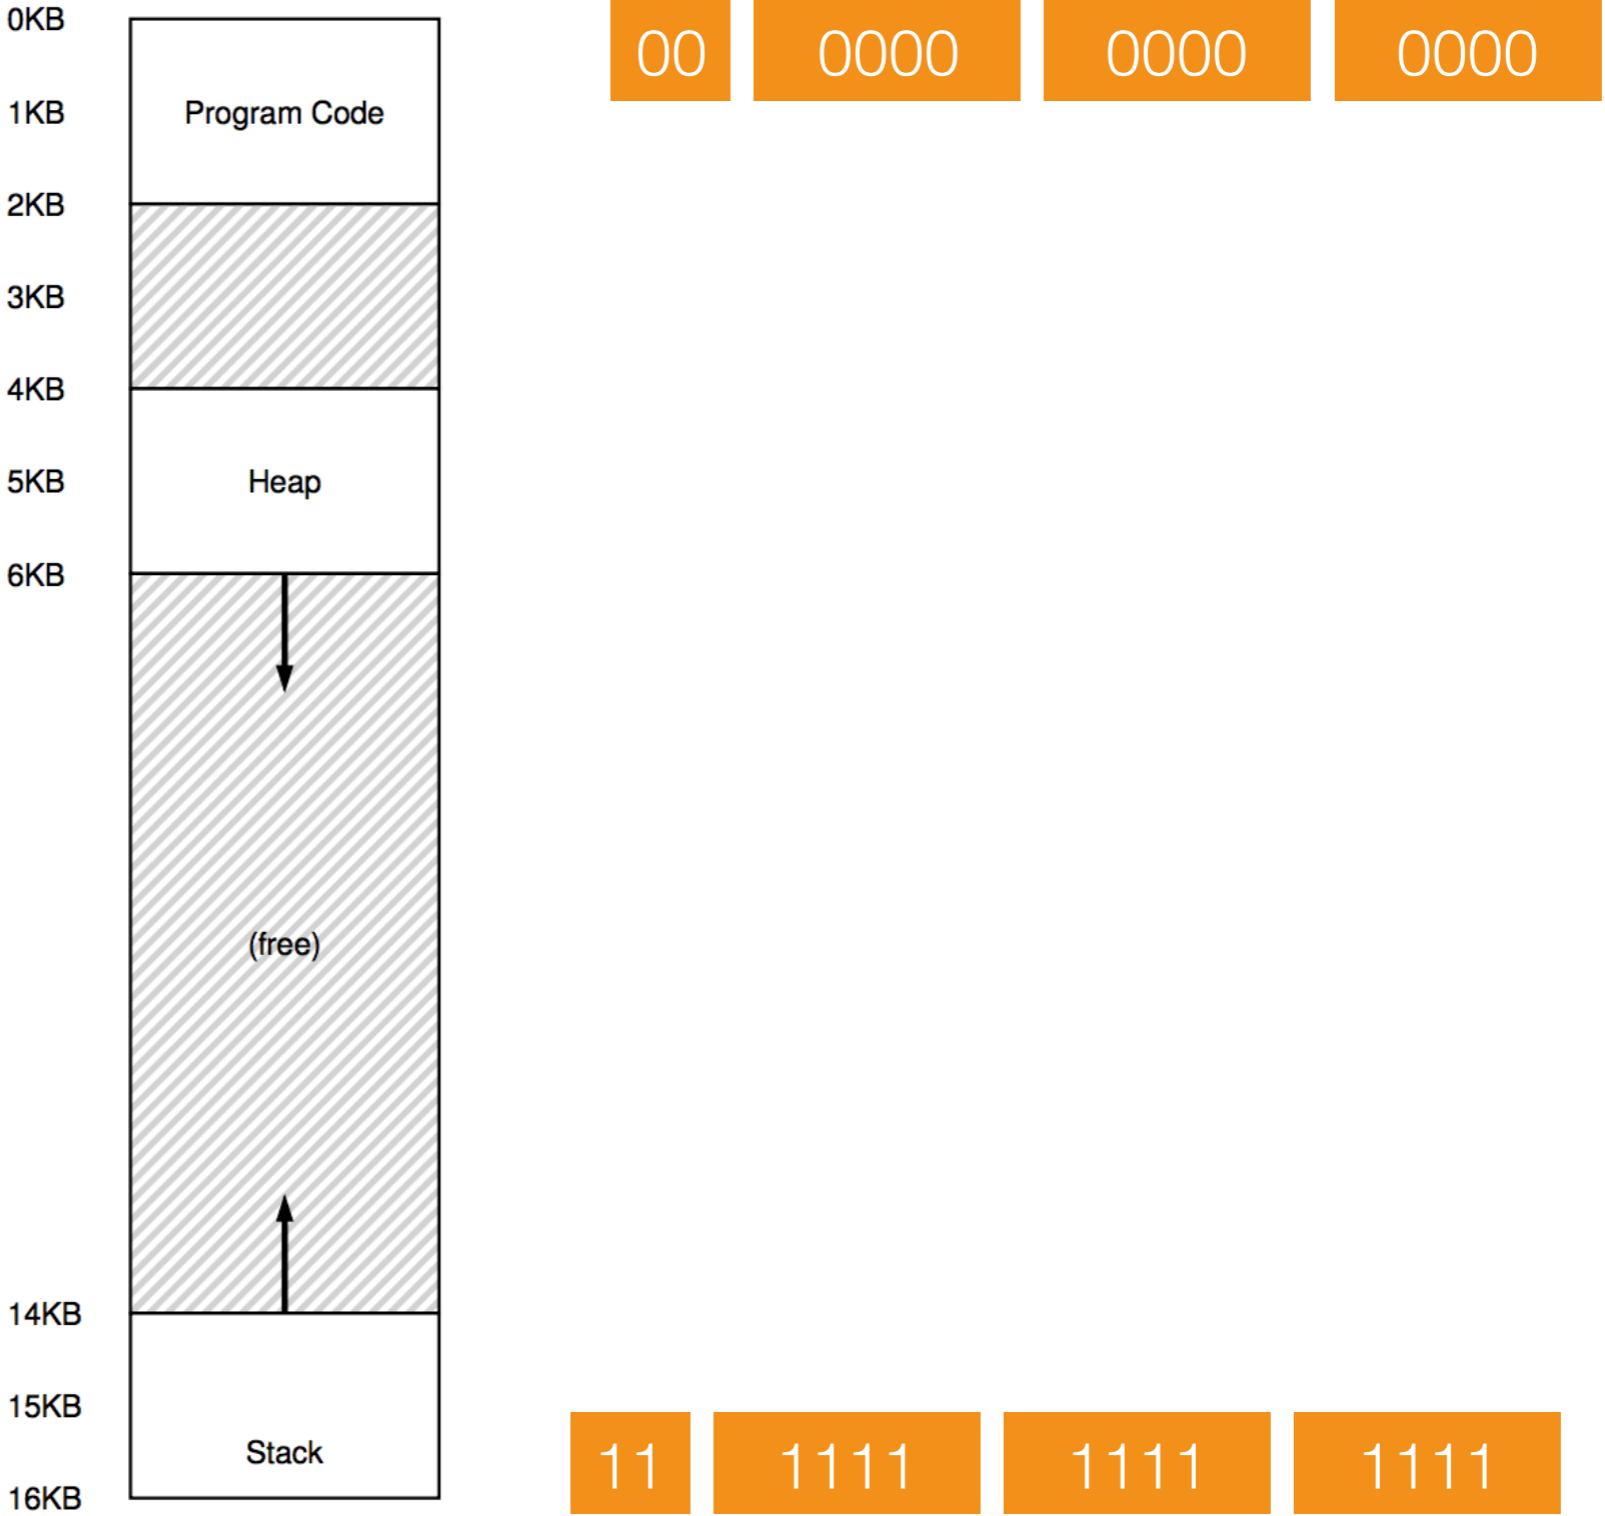 0KB
00 0000 0000 0000
1KB
Program Code
2KB
3KB
4KB
5KB
Heap
6KB
(free)
14KB
15KB
Stack
11 1111 1111 1111
16KB